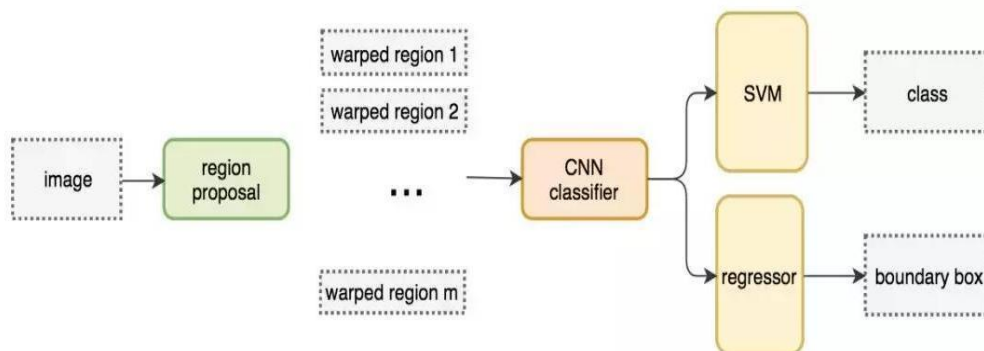 image
region
proposal
warped region 1
warped region 2
...
warped region m
CNN
classifier
SVM
class
regressor
boundary box